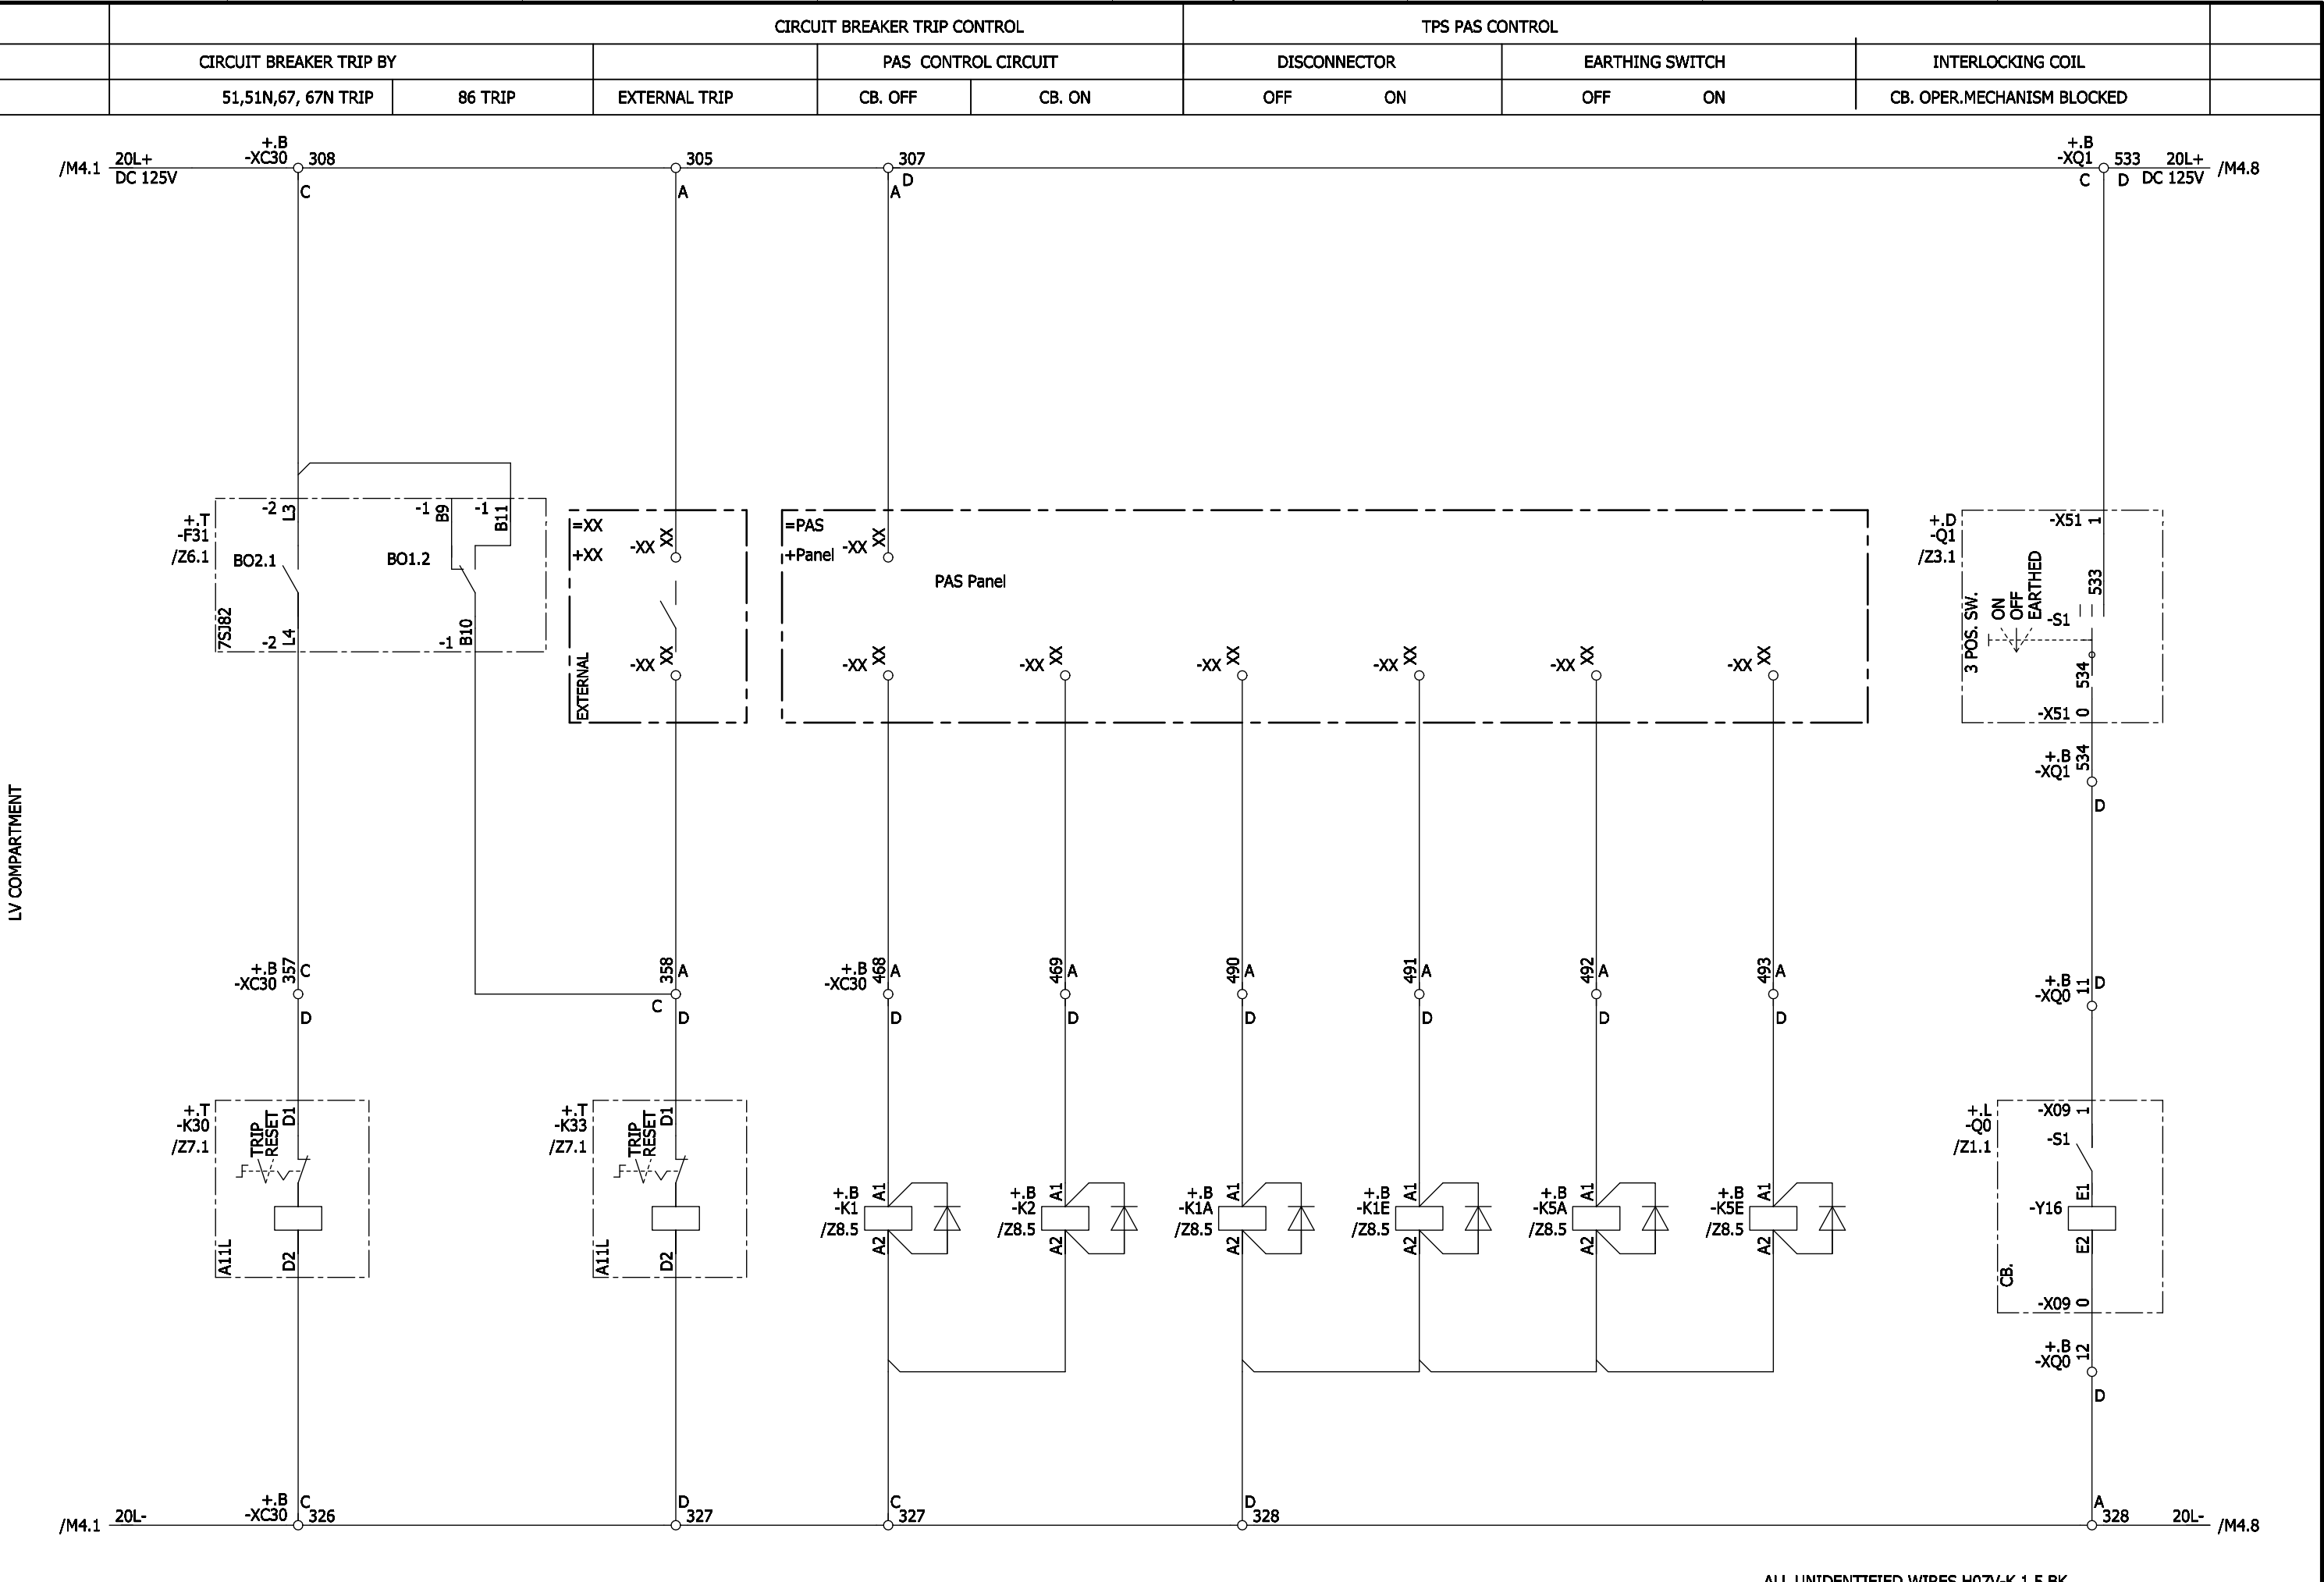 CIRCUIT BREAKER TRIP CONTROL
TPS PAS CONTROL
CIRCUIT BREAKER TRIP BY
PAS CONTROL CIRCUIT
DISCONNECTOR
EARTHING SWITCH
INTERLOCKING COIL
51,51N,67, 67N TRIP
86 TRIP
EXTERNAL TRIP
CB. OFF
CB. ON
OFF
ON
OFF
ON
CB. OPER.MECHANISM BLOCKED
/M4.1
20L+
DC 125V
+.B
-XC30
308
C
305
A
307
A
D
+.B
-XQ1
533
C
D
20L+
DC 125V
/M4.8
+.T
-F31
/Z6.1
-2
L3
BO2.1
7SJ82
-2
L4
-1
B9
-1
B11
BO1.2
-1
B10
=XX
+XX
-XX
XX
EXTERNAL
-XX
XX
=PAS
+Panel
-XX
XX
PAS Panel
-XX
XX
-XX
XX
-XX
XX
-XX
XX
-XX
XX
-XX
XX
+.D
-Q1
/Z3.1
-X51
1
533
3 POS. SW.
ON
OFF
EARTHED
-S1
534
-X51
0
+.B
-XQ1
534
D
LV COMPARTMENT
+.B
-XC30
357
C
D
358
A
C
D
+.B
-XC30
468
A
D
469
A
D
490
A
D
491
A
D
492
A
D
493
A
D
+.B
-XQ0
11
D
+.T
-K30
/Z7.1
TRIP
RESET
D1
A11L
D2
+.T
-K33
/Z7.1
TRIP
RESET
D1
A11L
D2
+.B
-K1
/Z8.5
A1
A2
+.B
-K2
/Z8.5
A1
A2
+.B
-K1A
/Z8.5
A1
A2
+.B
-K1E
/Z8.5
A1
A2
+.B
-K5A
/Z8.5
A1
A2
+.B
-K5E
/Z8.5
A1
A2
+.L
-Q0
/Z1.1
-X09
1
-S1
E1
-Y16
E2
CB.
-X09
0
+.B
-XQ0
12
D
/M4.1
20L-
+.B
-XC30
C
326
D
327
C
327
D
328
A
328
20L-
/M4.8
ALL UNIDENTIFIED WIRES H07V-K 1.5 BK